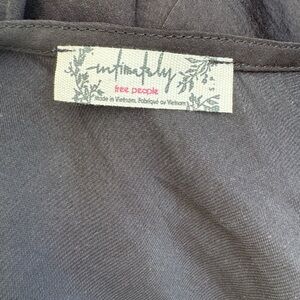 intimately
free people
Made in Vietnam, Fabriqué au Vietnam